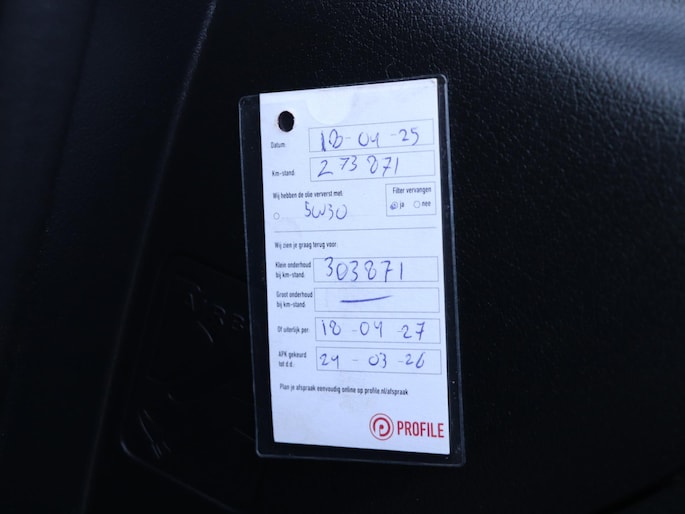 Datum: 18-04-25
Km-stand: 273871
Wij hebben de olie ververst met:
Filter vervangen
5W30
ja nee
Wij zien je graag terug voor:
Klein onderhoud
bij km-stand: 303871
Groot onderhoud
bij km-stand: —
Of uiterlijk per: 18-04-27
APK gekeurd
tot d.d.: 24-03-26
Plan je afspraak eenvoudig online op profile.nl/afspraak
PROFILE